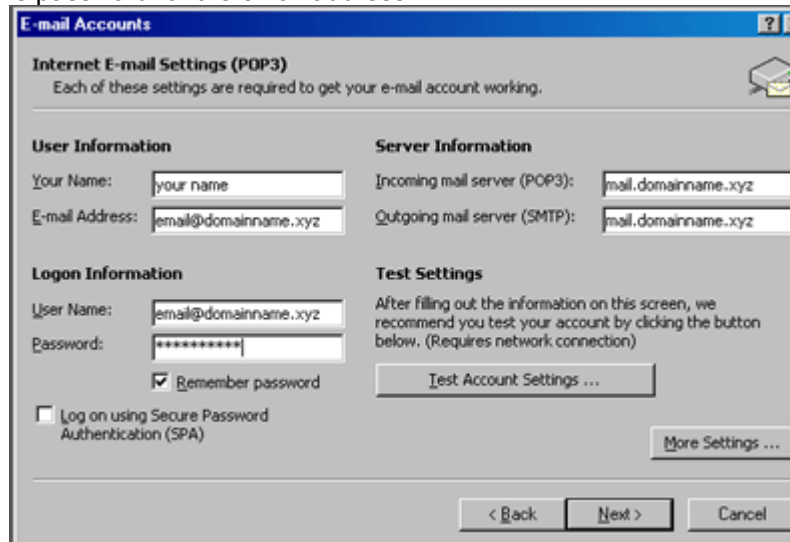 E-mail Accounts
Internet E-mail Settings (POP3)
Each of these settings are required to get your e-mail account working.
User Information
Your Name: your name
E-mail Address: email@domainname.xyz
Server Information
Incoming mail server (POP3): mail.domainname.xyz
Outgoing mail server (SMTP): mail.domainname.xyz
Logon Information
User Name: email@domainname.xyz
Password: **********
Remember password
Log on using Secure Password
Authentication (SPA)
Test Settings
After filling out the information on this screen, we
recommend you test your account by clicking the button
below. (Requires network connection)
Test Account Settings ...
More Settings ...
< Back Next > Cancel